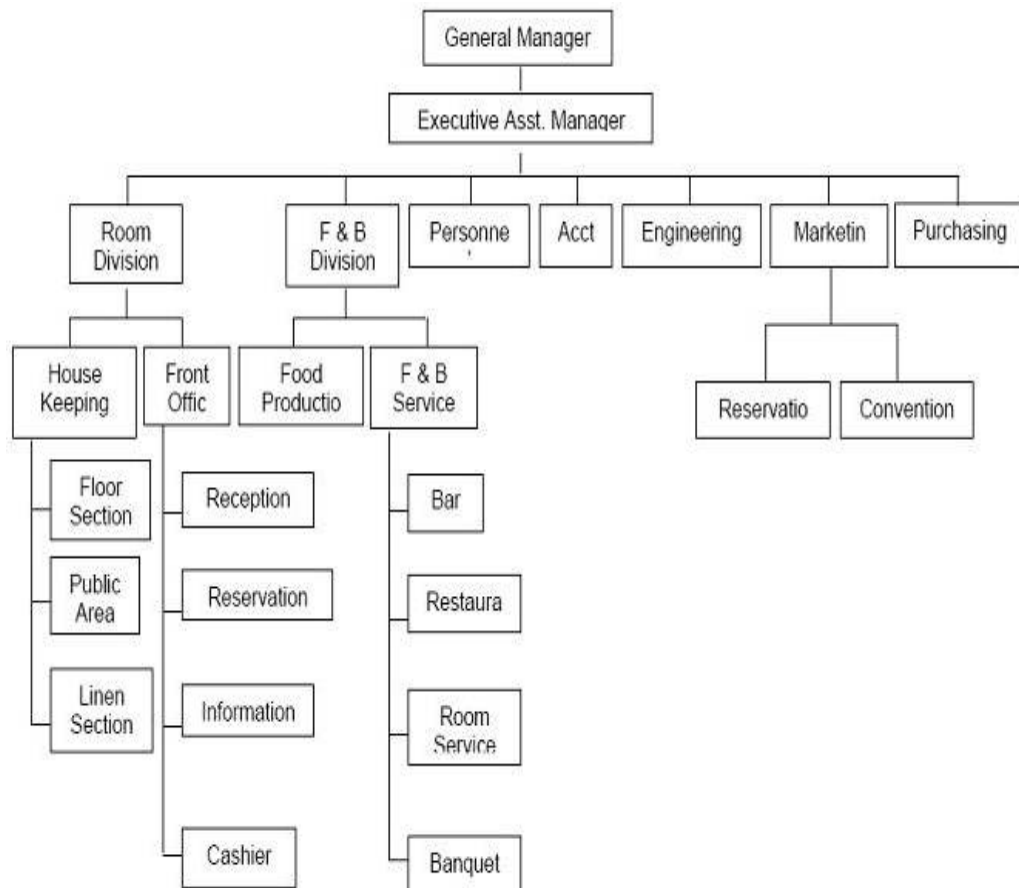 General Manager
Executive Asst. Manager
Room
Division
F & B
Division
Personne
Acct
Engineering
Marketin
Purchasing
House
Keeping
Front
Offic
Food
Productio
F & B
Service
Reservatio
Convention
Floor
Section
Reception
Bar
Public
Area
Reservation
Restaura
Linen
Section
Information
Room
Service
Cashier
Banquet